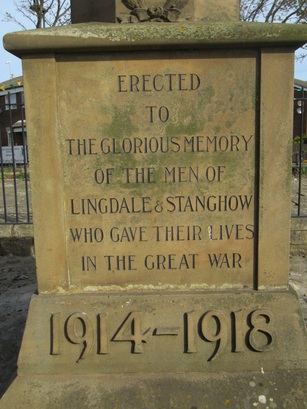 ERECTED
TO
THE GLORIOUS MEMORY
OF THE MEN OF
LINGDALE & STANGHOW
WHO GAVE THEIR LIVES
IN THE GREAT WAR
1914-1918